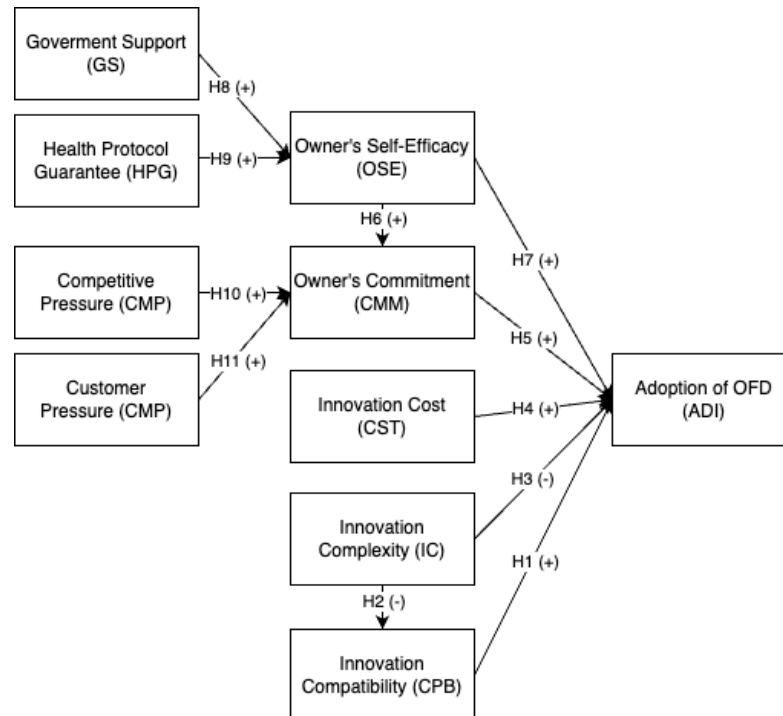 Goverment Support
(GS)
H8 (+)
Health Protocol
Guarantee (HPG)
H9 (+)
Owner's Self-Efficacy
(OSE)
H6 (+)
H7 (+)
Competitive
Pressure (CMP)
H10 (+)
Owner's Commitment
(CMM)
H5 (+)
H11 (+)
Customer
Pressure (CMP)
Innovation Cost
(CST)
H4 (+)
Adoption of OFD
(ADI)
H3 (-)
Innovation
Complexity (IC)
H1 (+)
H2 (-)
Innovation
Compatibility (CPB)